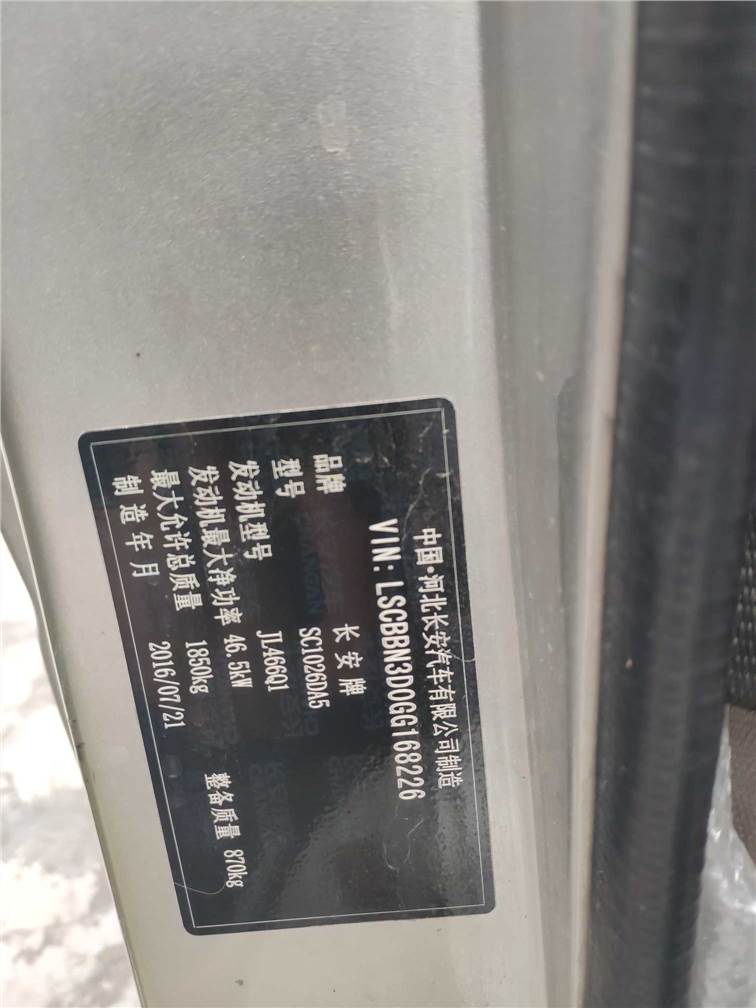 中国·河北长安汽车有限公司制造
VIN: LSCBBN3D0GG168226
品牌 长安牌
型号 SC1026DA5
发动机型号 JL466Q1
发动机最大净功率 46.5kW
最大允许总质量 1850kg 整备质量 870kg
制造年月 2016/07/21